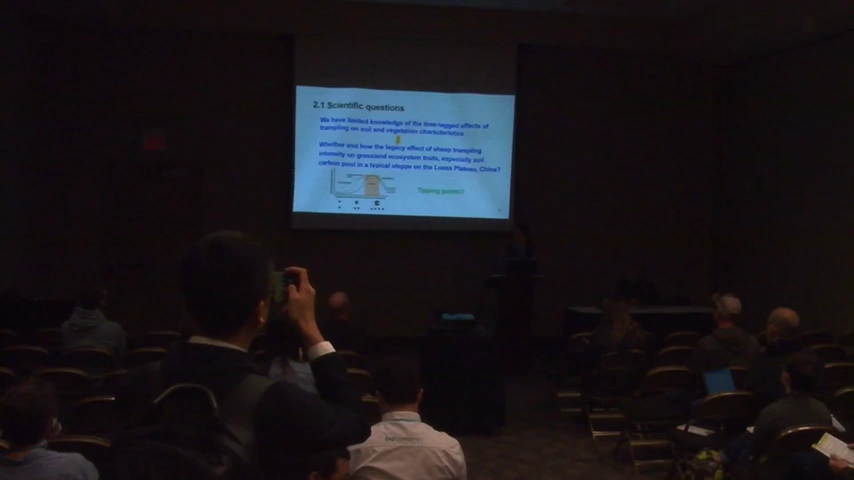 2.1 Scientific questions
We have limited knowledge of the time-lagged effects of
trampling on soil and vegetation characteristics
Whether and how the legacy effect of sheep trampling
intensity on grassland ecosystem traits, especially soil
carbon pool in a typical steppe on the Loess Plateau, China?
Tipping points?